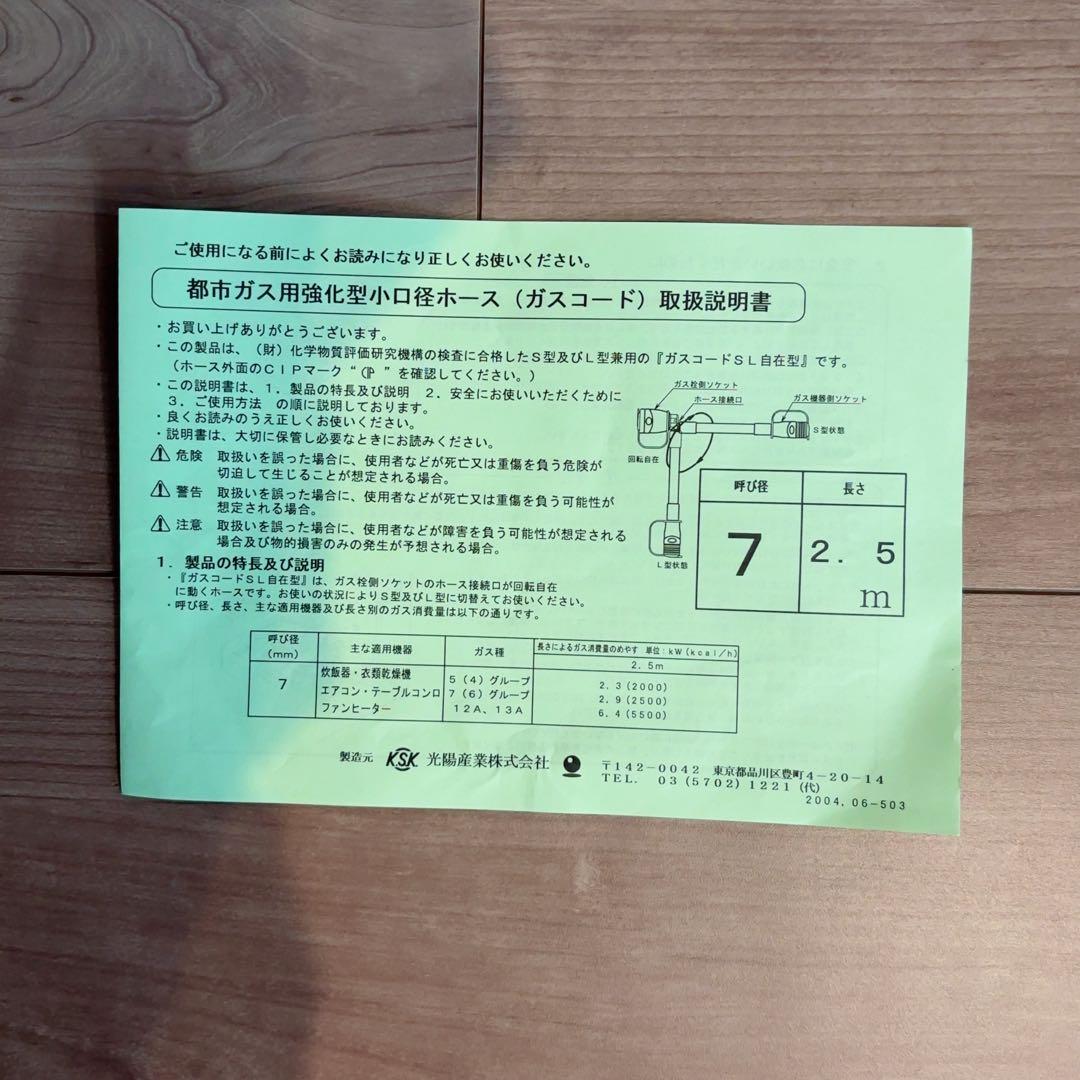 ご使用になる前によくお読みになり正しくお使いください。
都市ガス用強化型小口径ホース（ガスコード）取扱説明書
・お買い上げありがとうございます。
・この製品は、（財）化学物質評価研究機構の検査に合格したＳ型及びＬ型兼用の『ガスコードＳＬ自在型』です。
（ホース外面のＣＩＰマーク“ ”を確認してください。）
・この説明書は、１．製品の特長及び説明　２．安全にお使いいただくために
３．ご使用方法　の順に説明しております。
・良くお読みのうえ正しくお使いください。
・説明書は、大切に保管し必要なときにお読みください。
危険　取扱いを誤った場合に、使用者などが死亡又は重傷を負う危険が
切迫して生じることが想定される場合。
警告　取扱いを誤った場合に、使用者などが死亡又は重傷を負う可能性が
想定される場合。
注意　取扱いを誤った場合に、使用者などが障害を負う可能性が想定される
場合及び物的損害のみの発生が予想される場合。
ガス栓側ソケット
ホース接続口
ガス機器側ソケット
Ｓ型状態
回転自在
Ｌ型状態
呼び径　長さ
７　２．５
ｍ
１．製品の特長及び説明
・『ガスコードＳＬ自在型』は、ガス栓側ソケットのホース接続口が回転自在
に動くホースです。お使いの状況によりＳ型及びＬ型に切替えてお使いください。
・呼び径、長さ、主な適用機器及び長さ別のガス消費量は以下の通りです。
呼び径（mm）　主な適用機器　ガス種　長さによるガス消費量のめやす　単位：ｋＷ（ｋｃａｌ／ｈ）
２．５ｍ
７　炊飯器・衣類乾燥機　５（４）グループ　２．３（２０００）
エアコン・テーブルコンロ　７（６）グループ　２．９（２５００）
ファンヒーター　１２Ａ、１３Ａ　６．４（５５００）
製造元　KSK　光陽産業株式会社　〒１４２－００４２　東京都品川区豊町４－２０－１４
ＴＥＬ．　０３（５７０２）１２２１（代）
２００４．０６－５０３